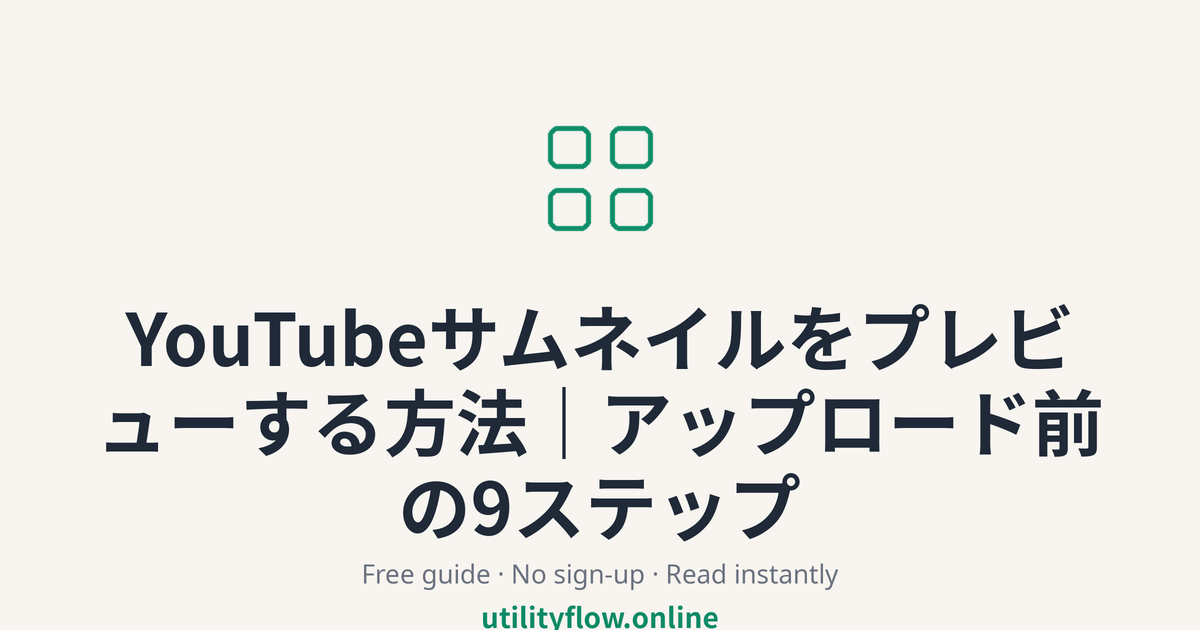 YouTubeサムネイルをプレビ
ューする方法｜アップロード前
の9ステップ
Free guide · No sign-up · Read instantly
utilityflow.online